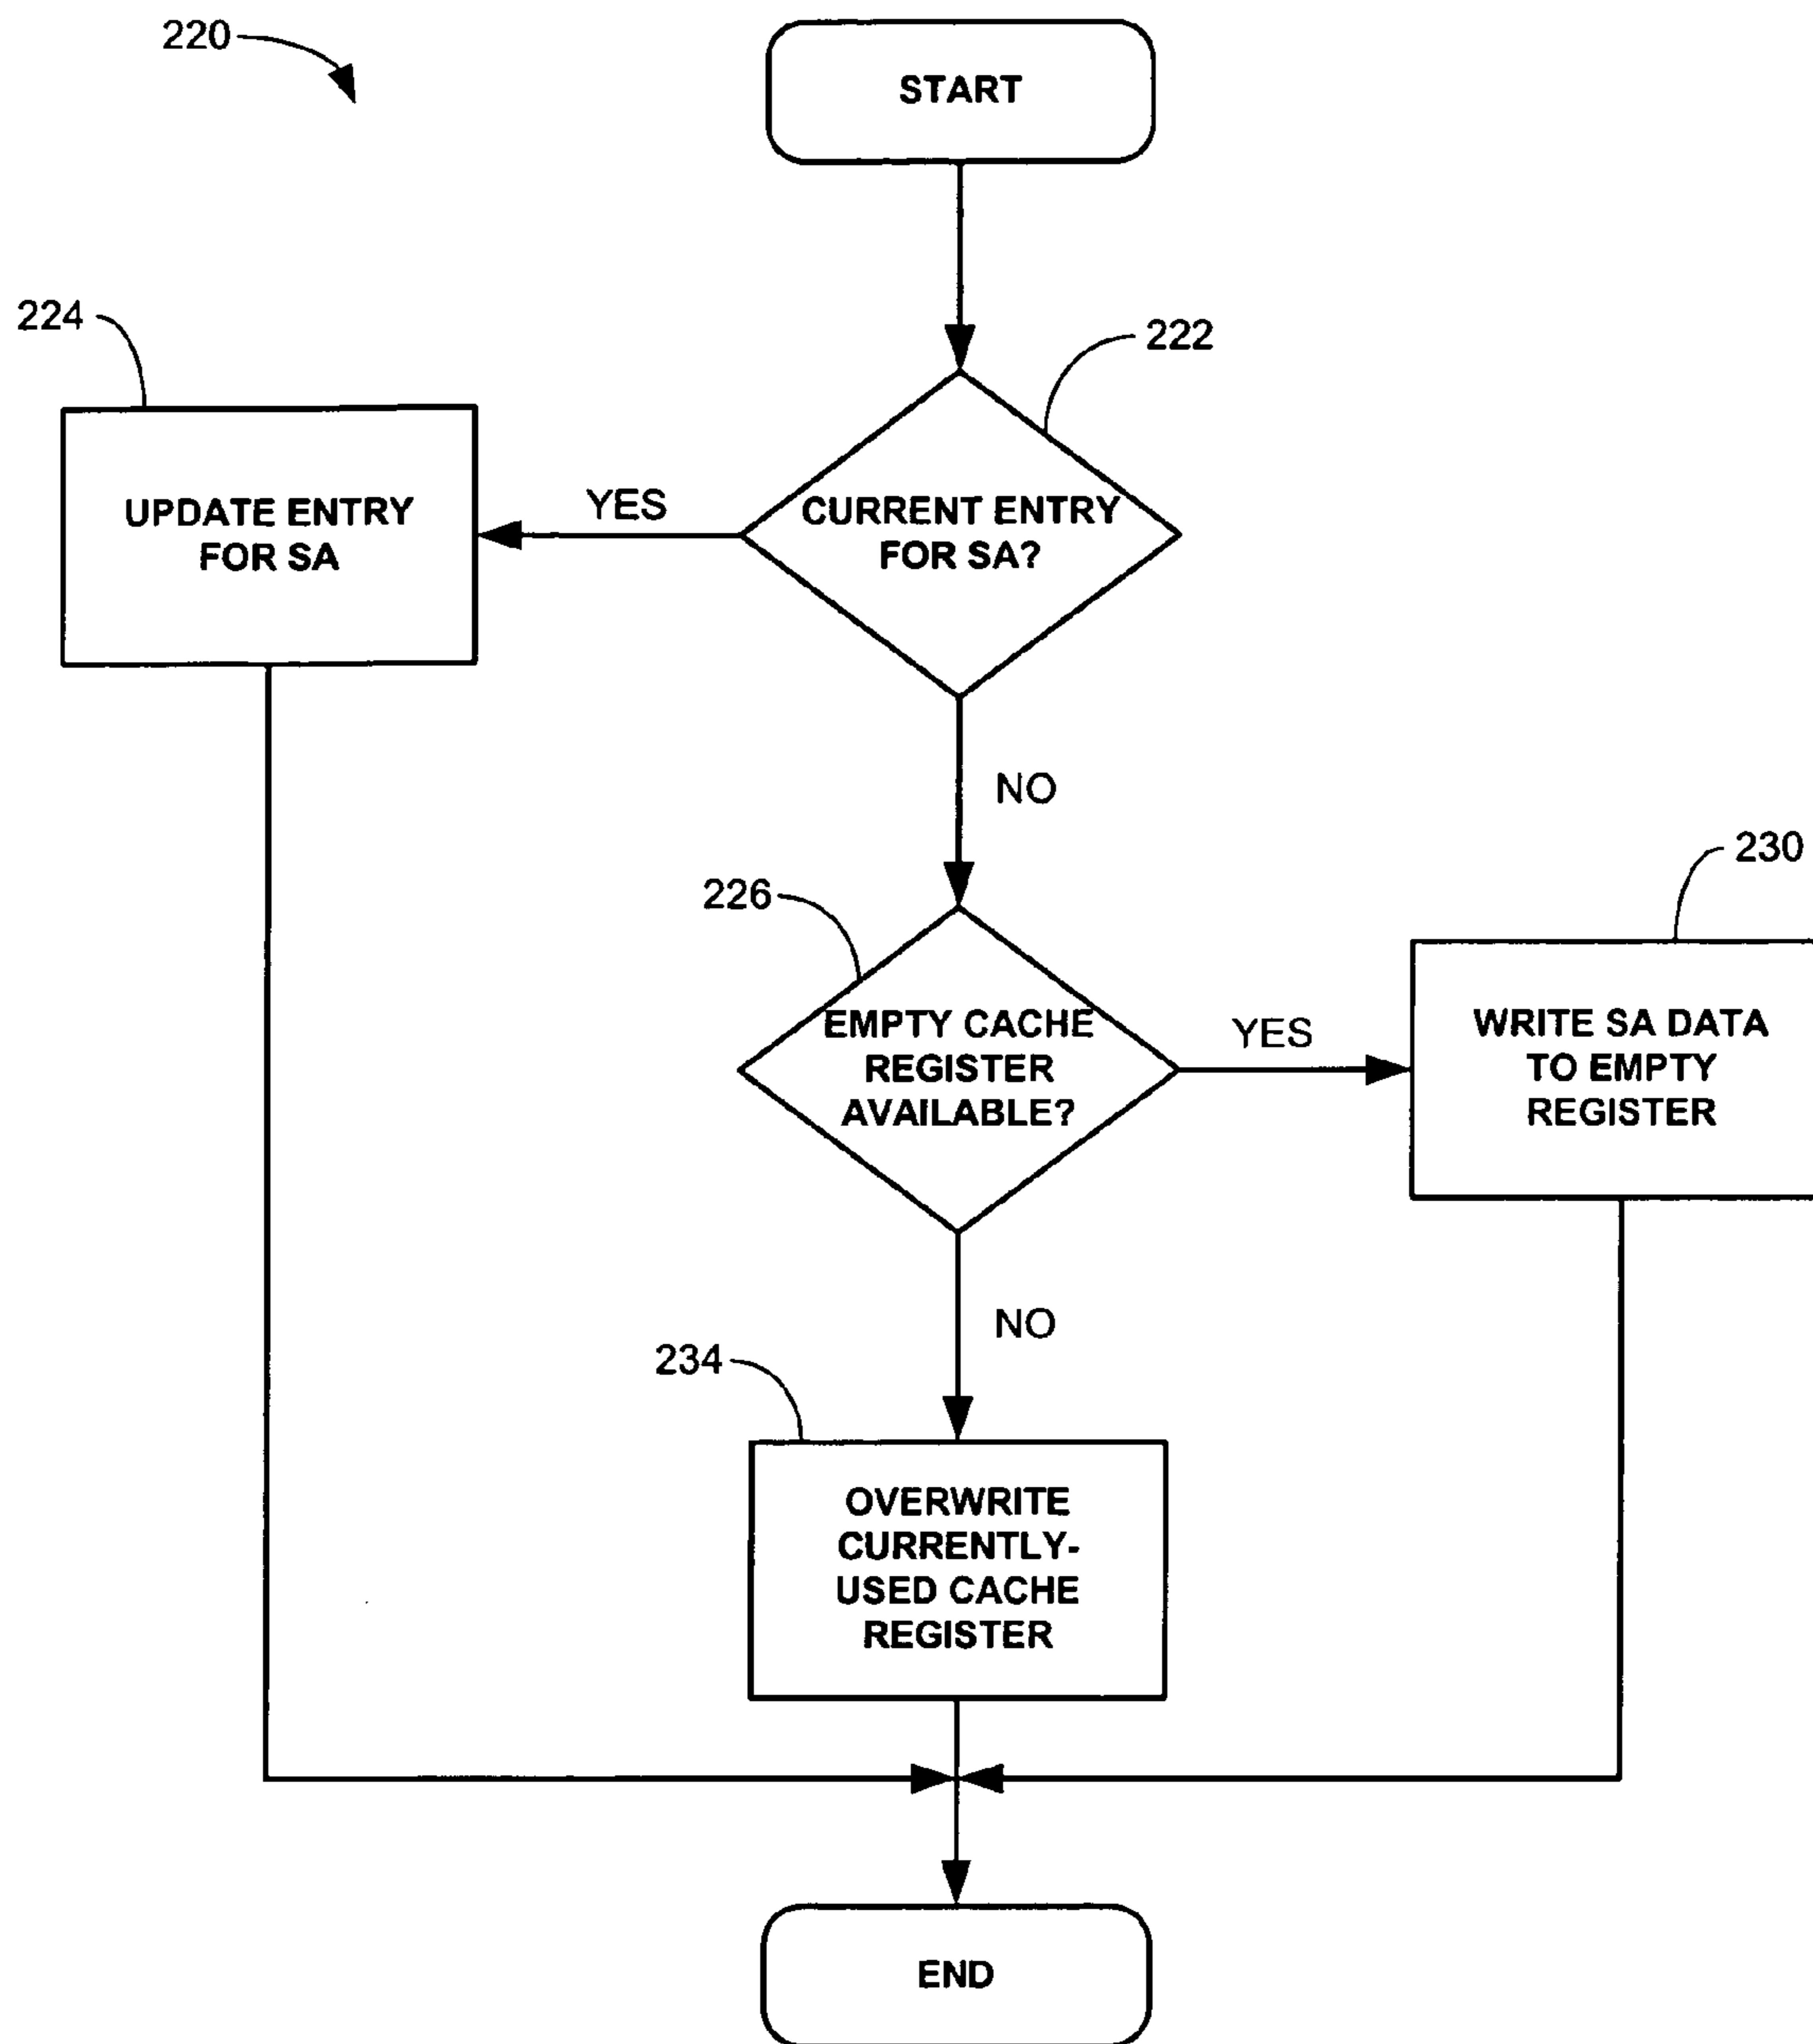 220
START
224
222
UPDATE ENTRY
FOR SA
YES
CURRENT ENTRY
FOR SA?
NO
230
226
EMPTY CACHE
REGISTER
AVAILABLE?
YES
WRITE SA DATA
TO EMPTY
REGISTER
NO
234
OVERWRITE
CURRENTLY-
USED CACHE
REGISTER
END